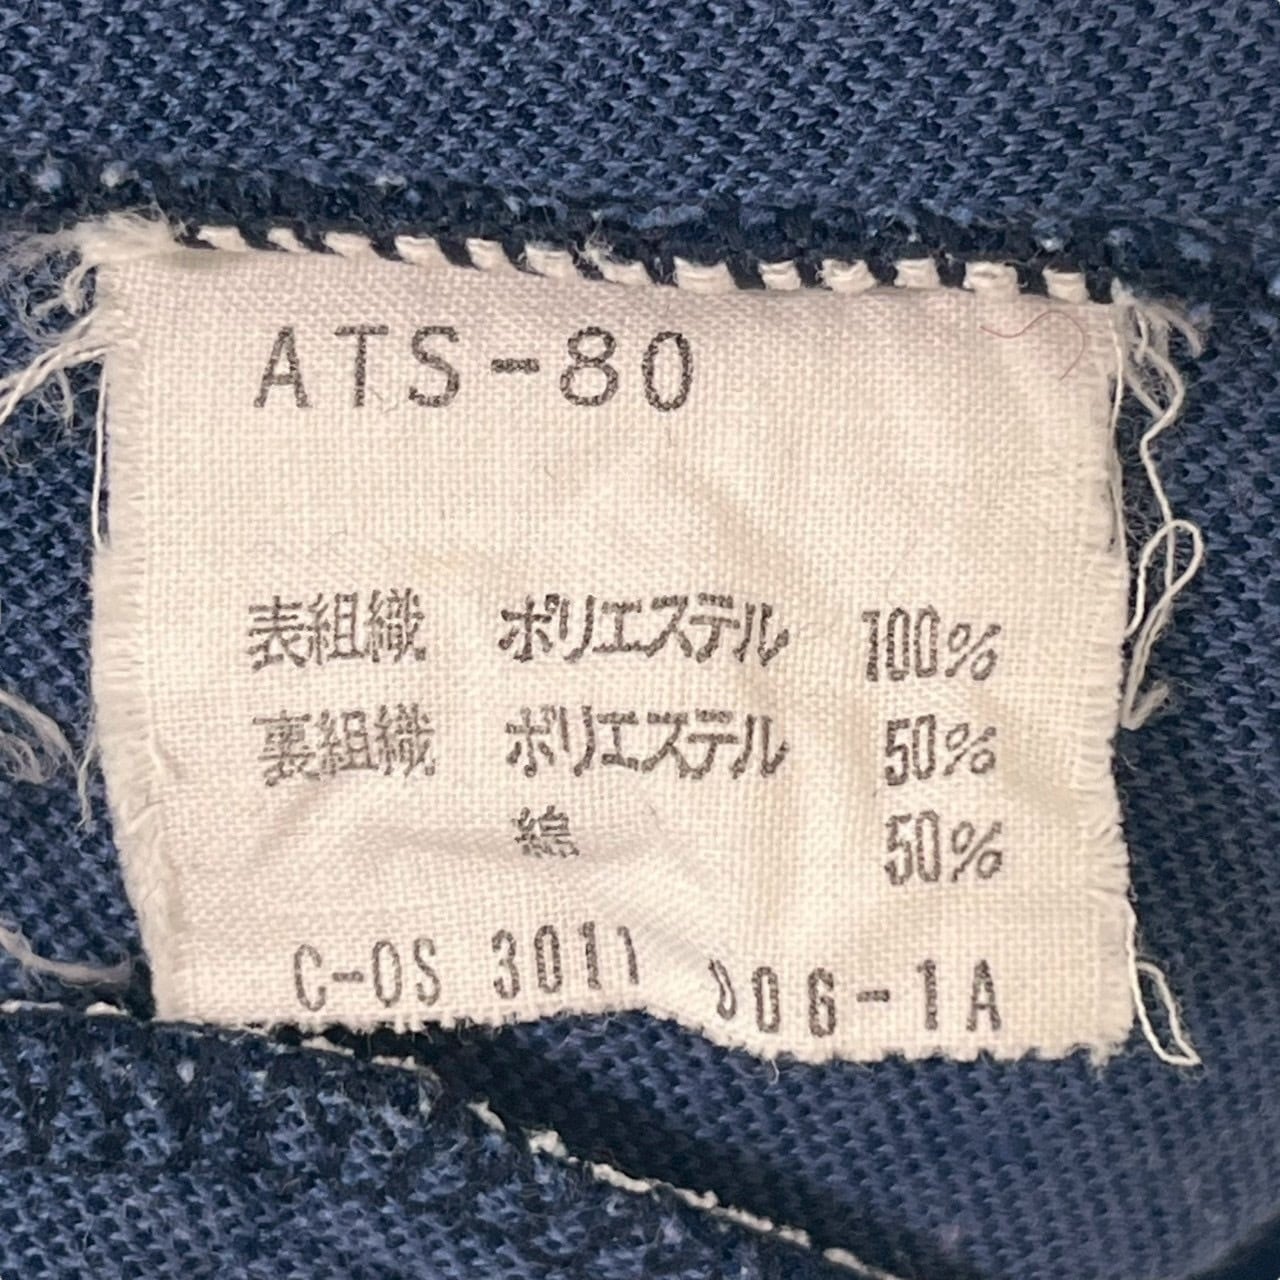 ATS-80
表組織 ポリエステル 100%
裏組織 ポリエステル 50%
綿 50%
C-OS 3011 006-1A